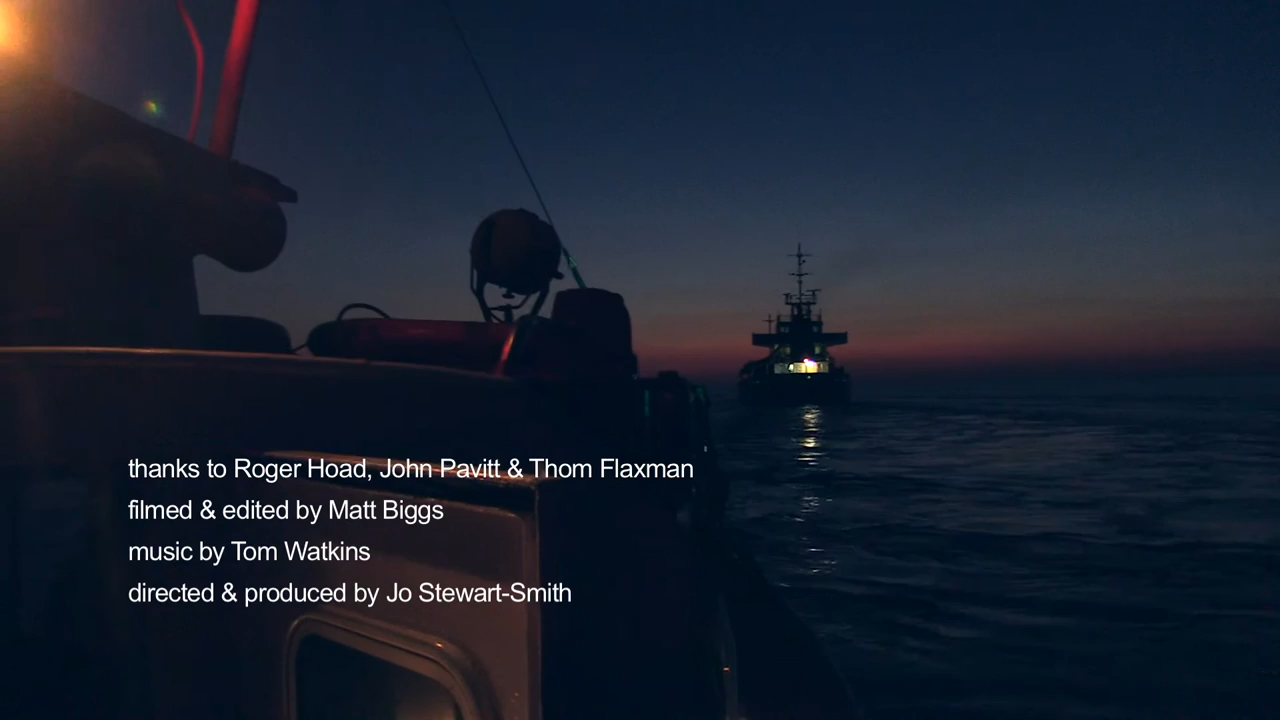 thanks to Roger Hoad, John Pavitt & Thom Flaxman
filmed & edited by Matt Biggs
music by Tom Watkins
directed & produced by Jo Stewart-Smith